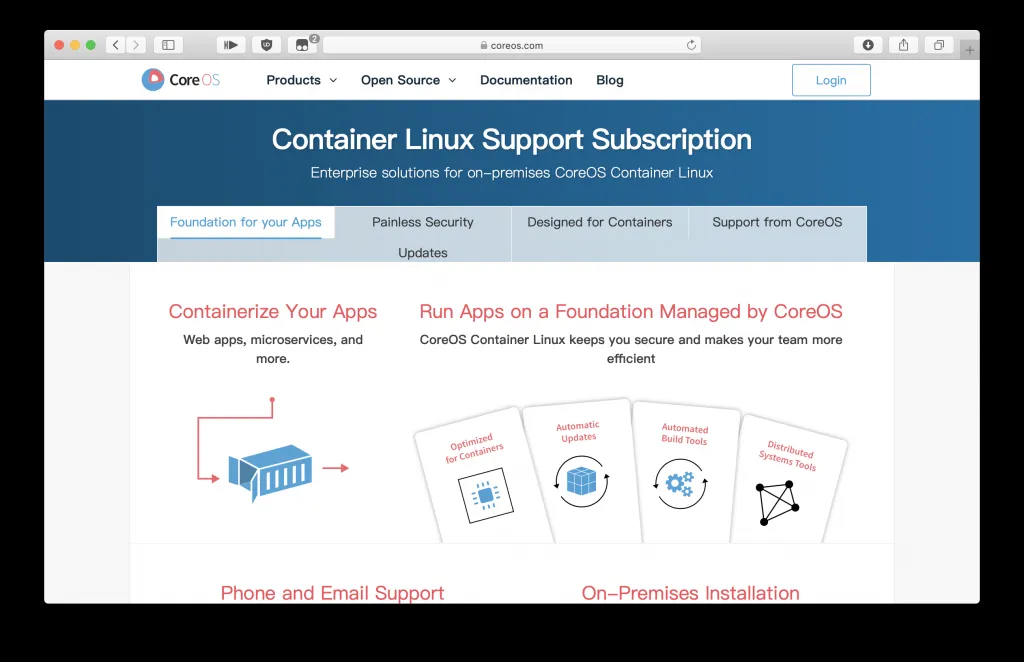 2
coreos.com
CoreOS
Products
Open Source
Documentation
Blog
Login
Container Linux Support Subscription
Enterprise solutions for on-premises CoreOS Container Linux
Foundation for your Apps
Painless Security
Updates
Designed for Containers
Support from CoreOS
Containerize Your Apps
Web apps, microservices, and
more.
Run Apps on a Foundation Managed by CoreOS
CoreOS Container Linux keeps you secure and makes your team more
efficient
Optimized
for Containers
Automatic
Updates
Automated
Build Tools
Distributed
Systems Tools
Phone and Email Support
On-Premises Installation